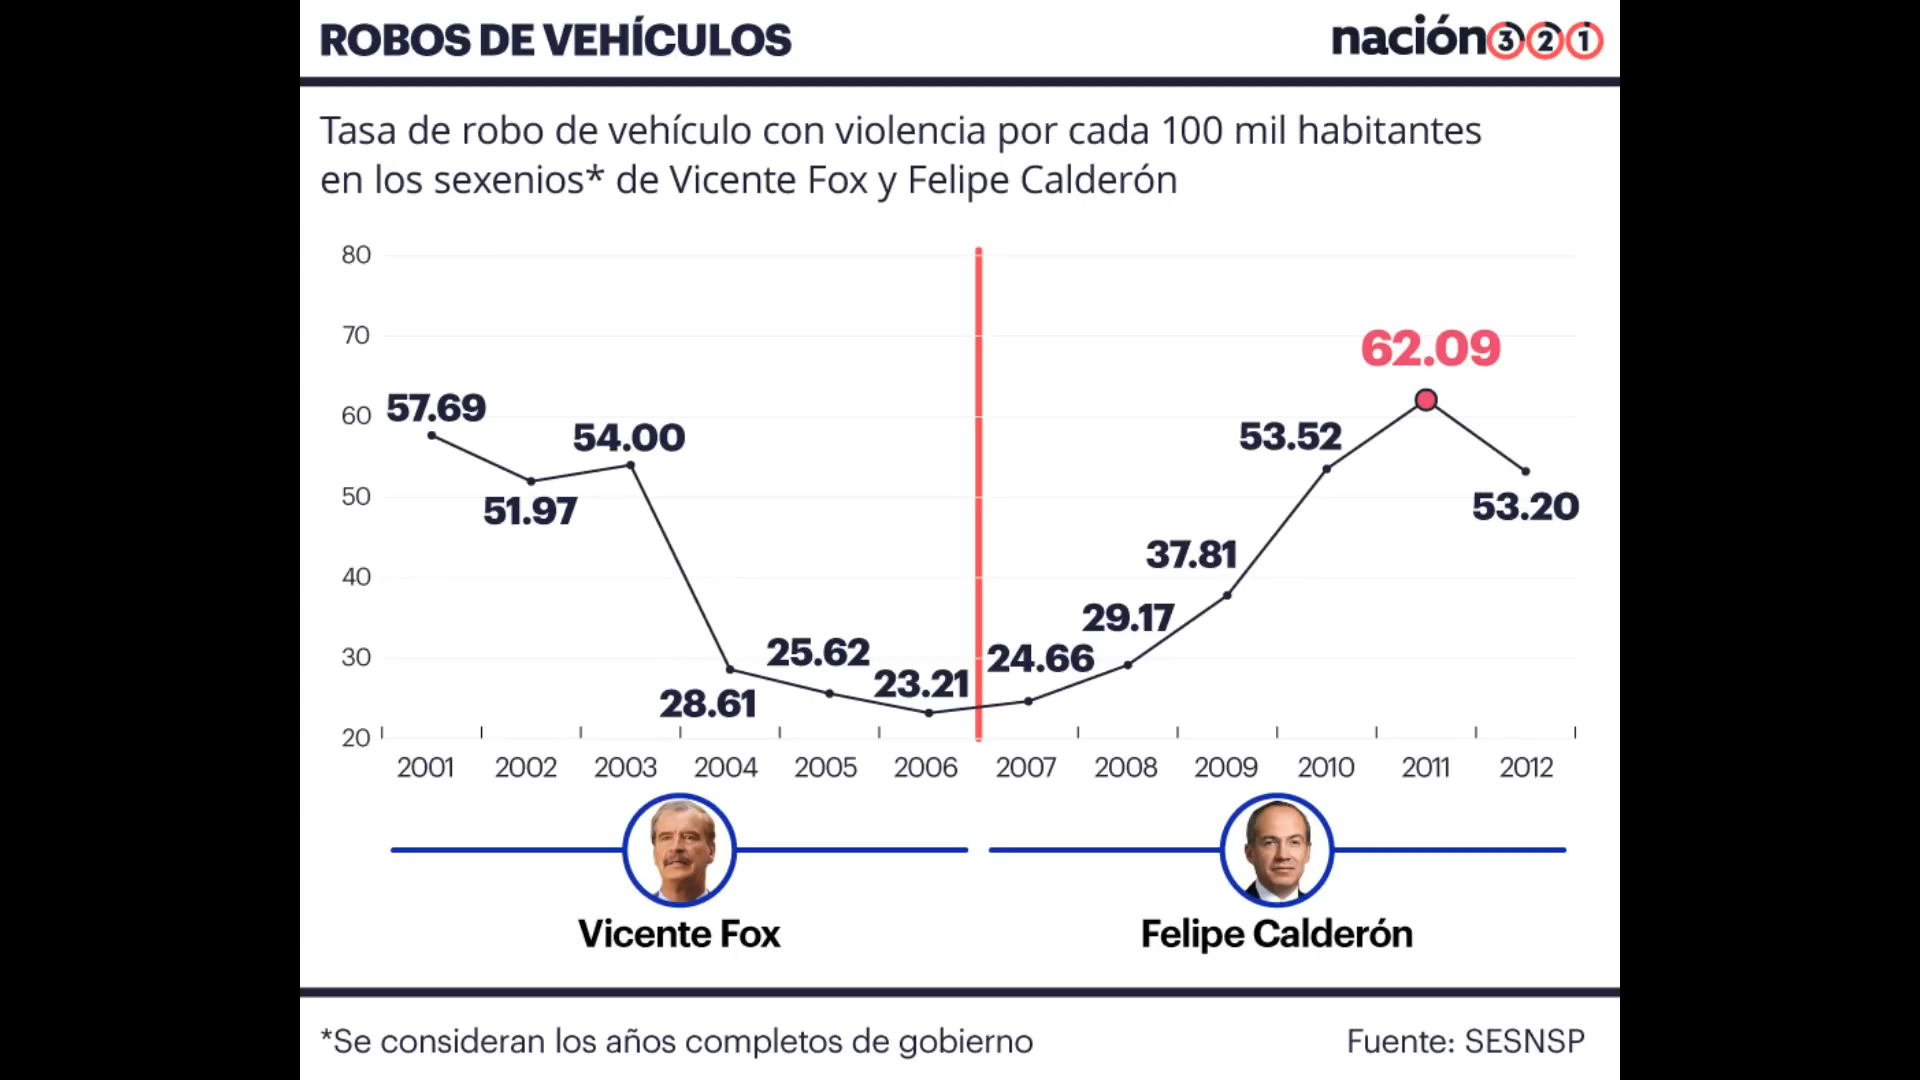 ROBOS DE VEHÍCULOS
nación321
Tasa de robo de vehículo con violencia por cada 100 mil habitantes
en los sexenios* de Vicente Fox y Felipe Calderón
80
70
60
50
40
30
20
57.69
51.97
54.00
28.61
25.62
23.21
24.66
29.17
37.81
53.52
62.09
53.20
2001 2002 2003 2004 2005 2006 2007 2008 2009 2010 2011 2012
Vicente Fox
Felipe Calderón
*Se consideran los años completos de gobierno
Fuente: SESNSP